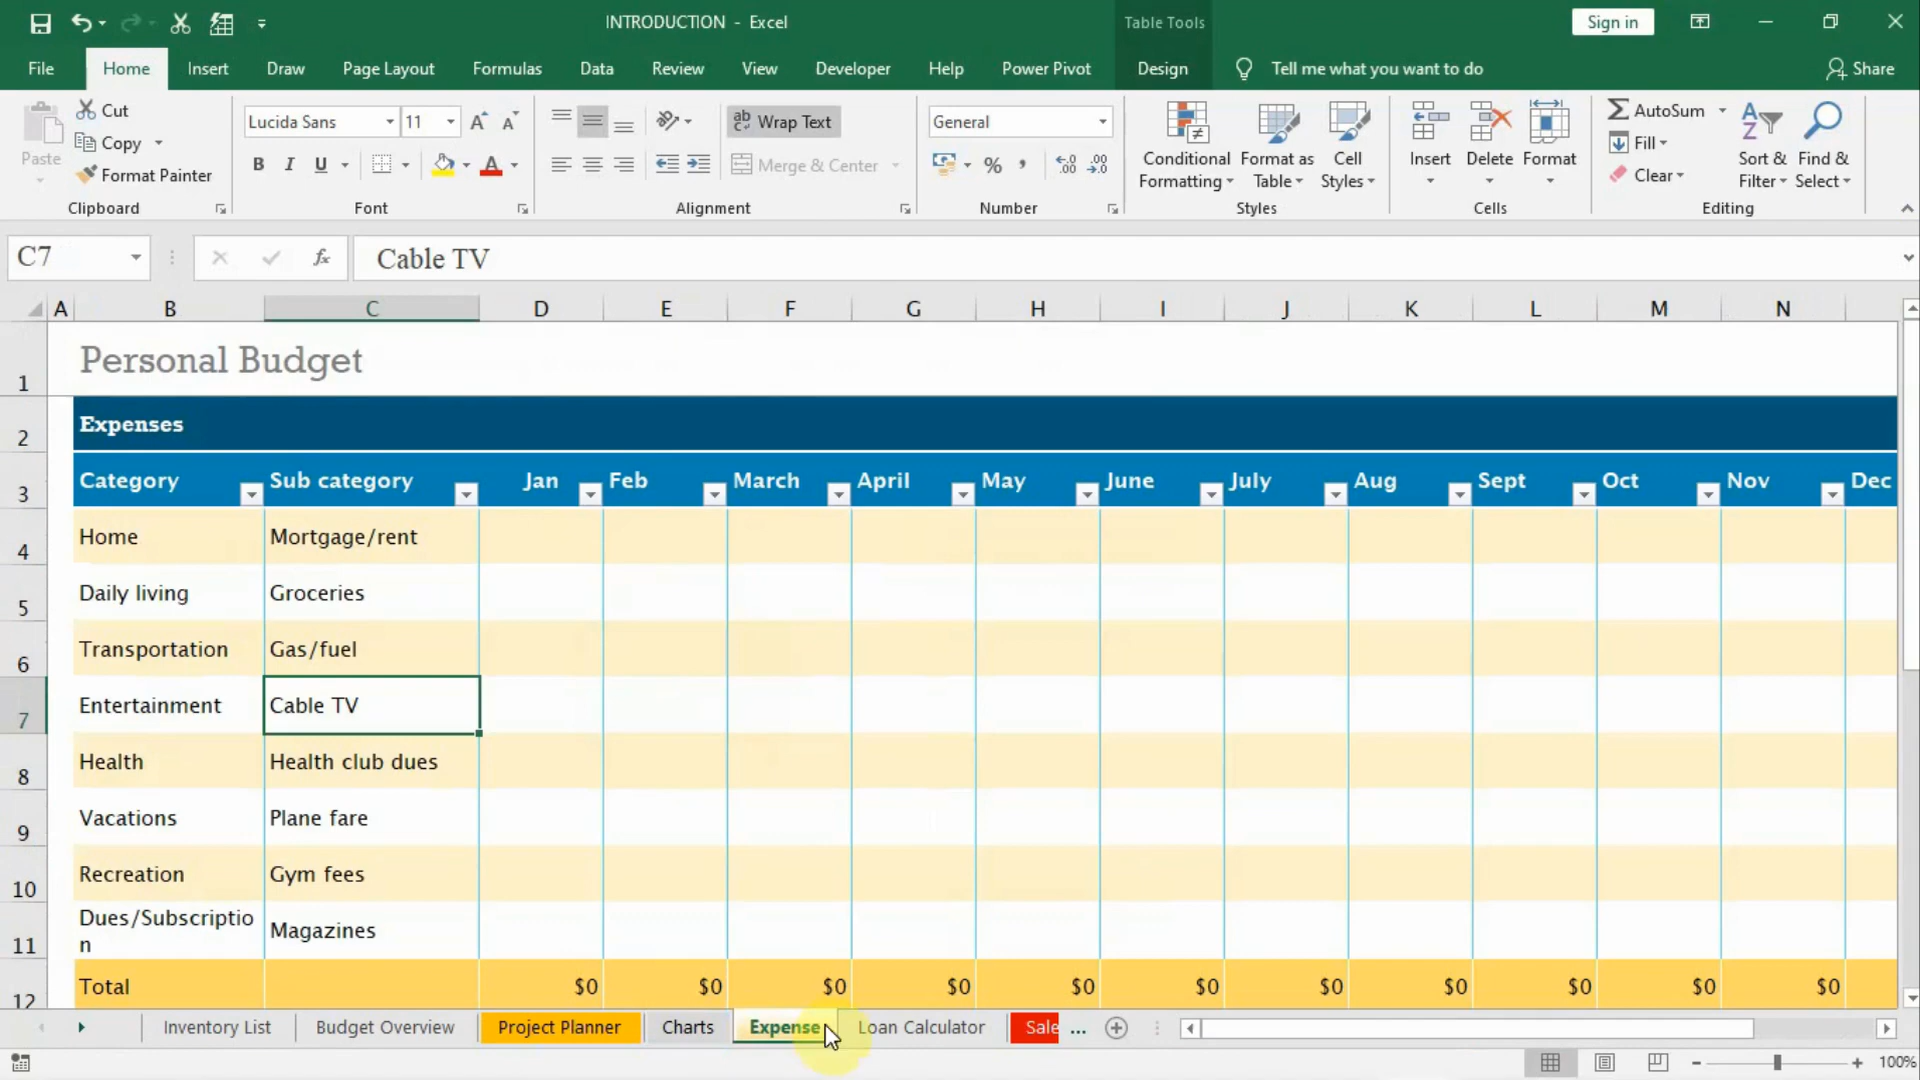 INTRODUCTION - Excel
Table Tools
Sign in
File Home Insert Draw Page Layout Formulas Data Review View Developer Help Power Pivot Design Tell me what you want to do Share
Paste
Cut
Copy
Format Painter
Clipboard
Lucida Sans 11
B I U
Font
Wrap Text
Merge & Center
Alignment
General
%
Number
Conditional Formatting
Format as Table
Cell Styles
Styles
Insert Delete Format
Cells
AutoSum
Fill
Clear
Sort & Filter
Find & Select
Editing
C7 fx Cable TV
A B C D E F G H I J K L M N
1 Personal Budget
2 Expenses
3 Category Sub category Jan Feb March April May June July Aug Sept Oct Nov Dec
4 Home Mortgage/rent
5 Daily living Groceries
6 Transportation Gas/fuel
7 Entertainment Cable TV
8 Health Health club dues
9 Vacations Plane fare
10 Recreation Gym fees
11 Dues/Subscriptio
n Magazines
12 Total $0 $0 $0 $0 $0 $0 $0 $0 $0 $0 $0
Inventory List Budget Overview Project Planner Charts Expense Loan Calculator Sale ...
100%